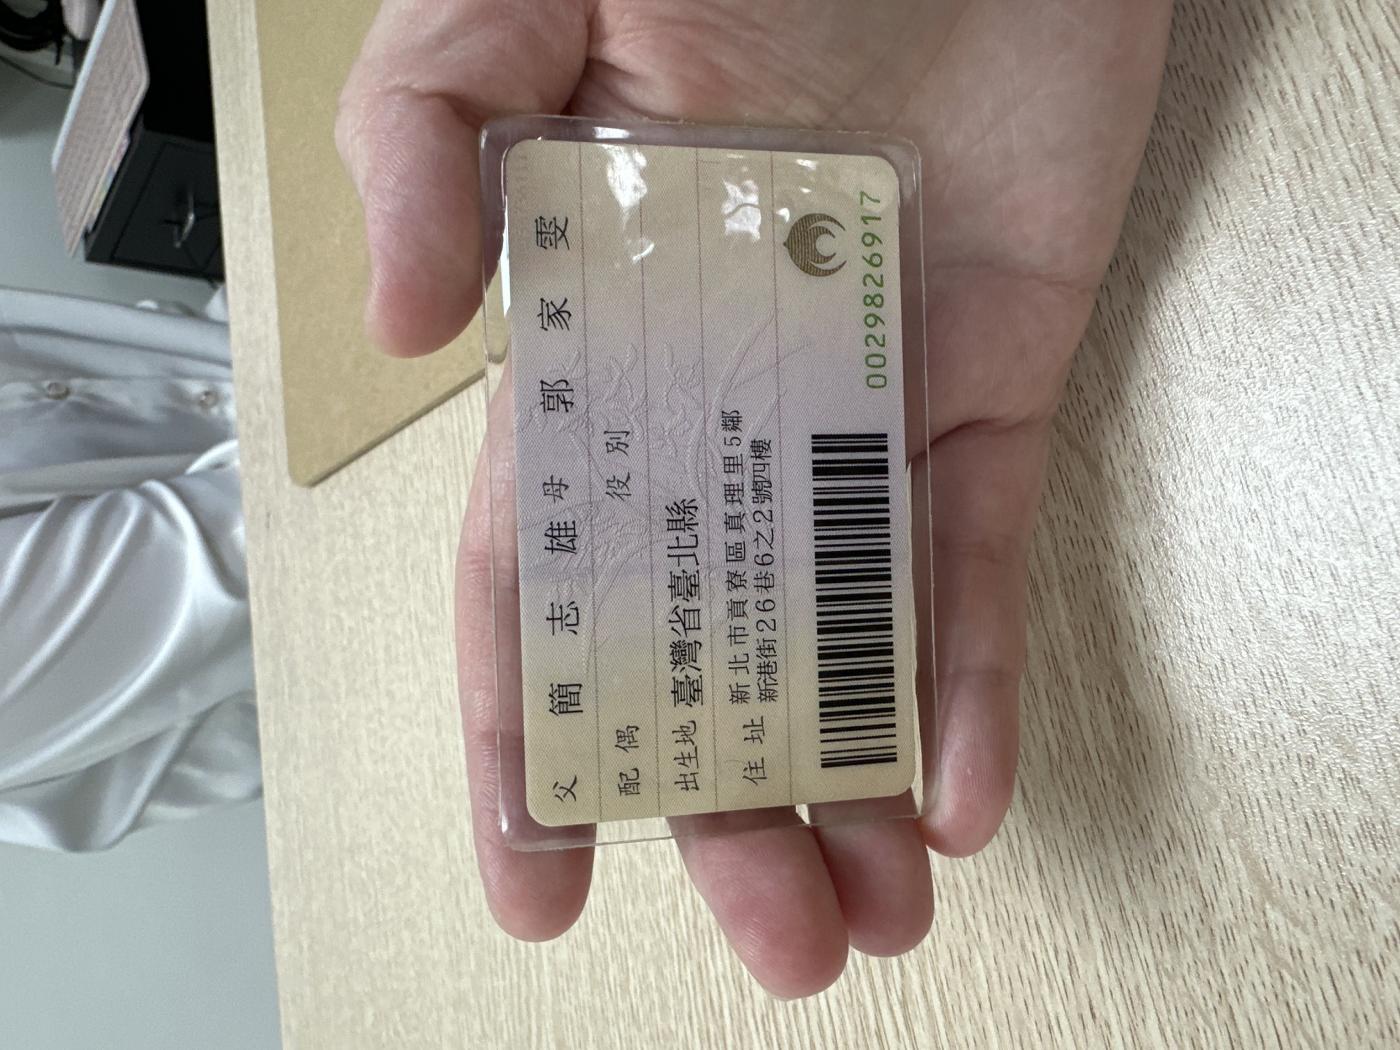 父 簡志雄 母 郭家雯
配偶 役別
出生地 臺灣省臺北縣
住址 新北市貢寮區真理里5鄰
新港街26巷6之2號四樓
0029826917